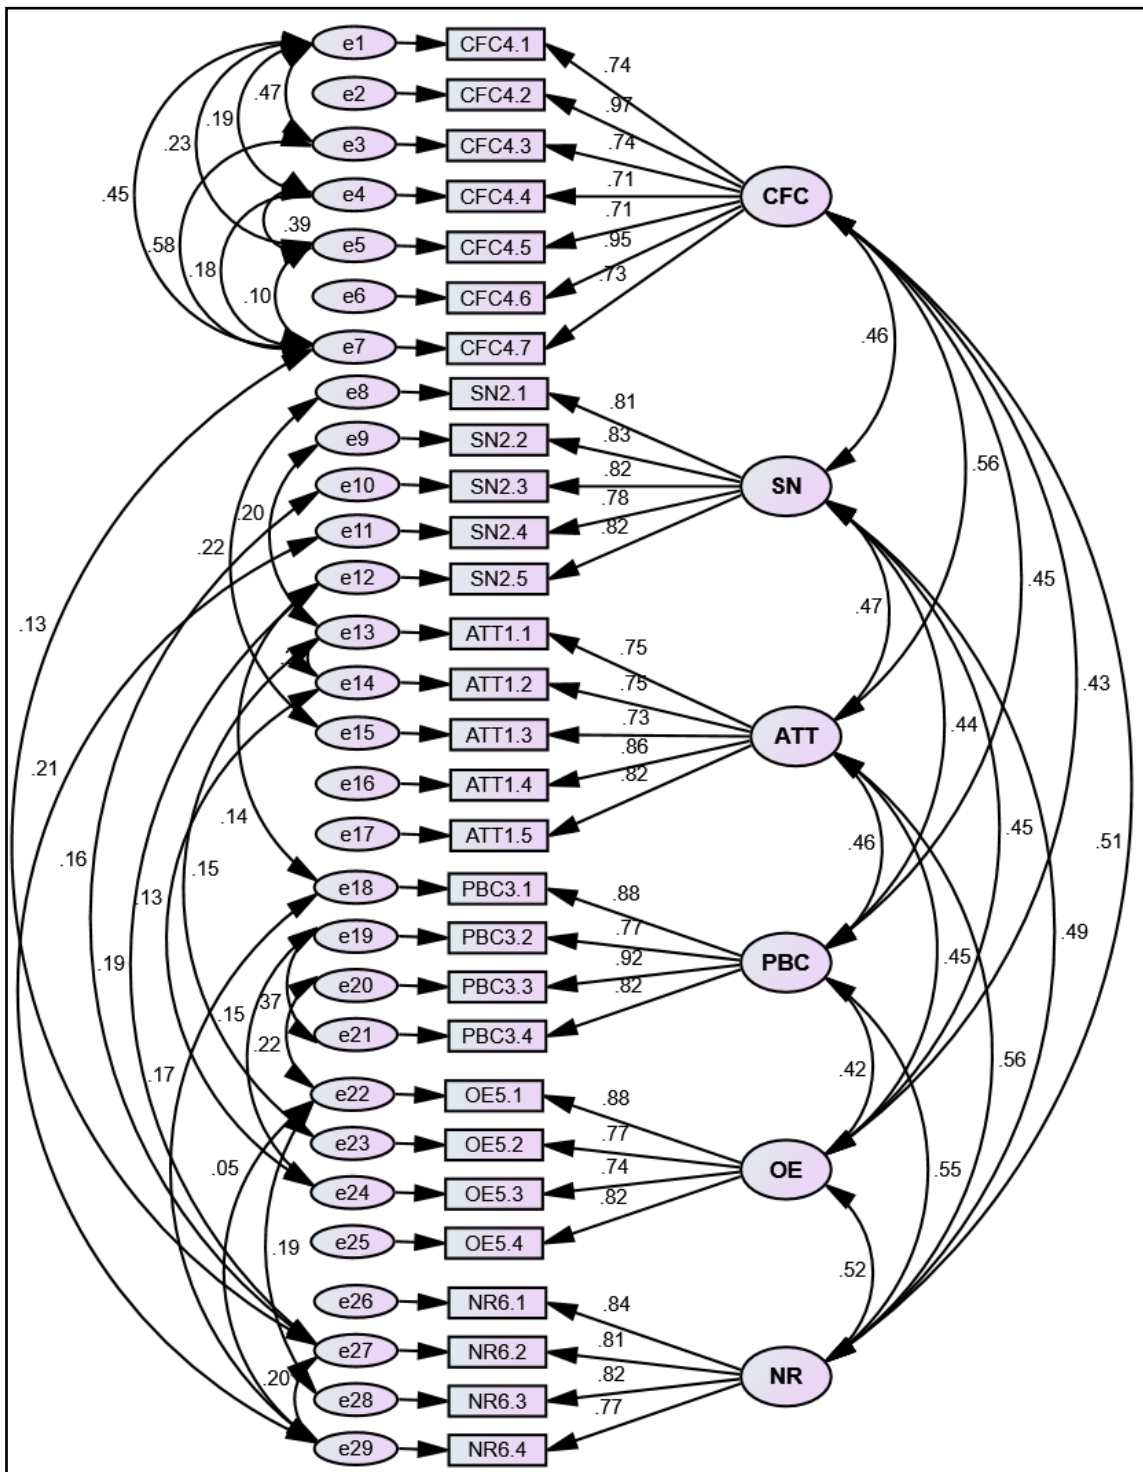 e1 CFC4.1 .74
.47 e2 CFC4.2 .97
.19 .23 e3 CFC4.3 .74
.45 e4 CFC4.4 .71 CFC
.39 e5 CFC4.5 .71
.58 .18 .10 e6 CFC4.6 .95
e7 CFC4.7 .73
.46
e8 SN2.1 .81
e9 SN2.2 .83 .56
e10 SN2.3 .82 SN
.20 e11 SN2.4 .78
.22 e12 SN2.5 .82 .45
.13 e13 ATT1.1 .75 .47
e14 ATT1.2 .75 .43
e15 ATT1.3 .73 ATT .44
.21 e16 ATT1.4 .86
.14 e17 ATT1.5 .82 .46 .45 .51
.16 .15 e18 PBC3.1 .88
.13 e19 PBC3.2 .77 .49
.19 e20 PBC3.3 .92 PBC .45
.15 .37 e21 PBC3.4 .82
.22 .42 .56
.17 e22 OE5.1 .88
e23 OE5.2 .77
.05 e24 OE5.3 .74 OE .55
.19 e25 OE5.4 .82
.52
e26 NR6.1 .84
e27 NR6.2 .81
.20 e28 NR6.3 .82 NR
e29 NR6.4 .77